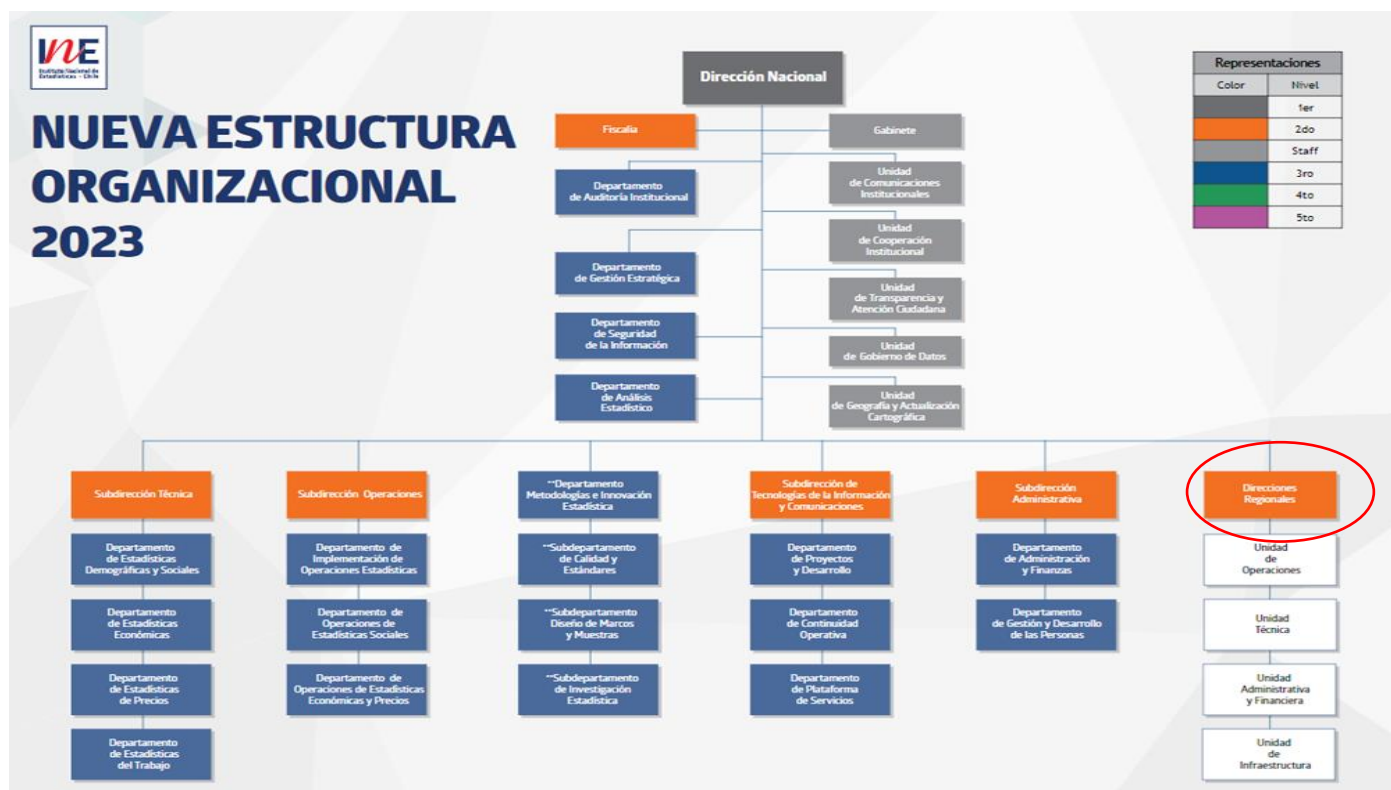 INE
Instituto Nacional de
Estadísticas - Chile
NUEVA ESTRUCTURA
ORGANIZACIONAL
2023
Representaciones
Color Nivel
1er
2do
Staff
3ro
4to
5to
Dirección Nacional
Fiscalía
Gabinete
Departamento
de Auditoría Institucional
Unidad
de Comunicaciones
Institucionales
Unidad
de Cooperación
Institucional
Departamento
de Gestión Estratégica
Unidad
de Transparencia y
Atención Ciudadana
Departamento
de Seguridad
de la Información
Unidad
de Gobierno de Datos
Departamento
de Análisis
Estadístico
Unidad
de Geografía y Actualización
Cartográfica
Subdirección Técnica
Departamento
de Estadísticas
Demográficas y Sociales
Departamento
de Estadísticas
Económicas
Departamento
de Estadísticas
de Precios
Departamento
de Estadísticas
del Trabajo
Subdirección Operaciones
Departamento de
Implementación de
Operaciones Estadísticas
Departamento de
Operaciones de
Estadísticas Sociales
Departamento de
Operaciones de Estadísticas
Económicas y Precios
**Departamento
Metodologías e Innovación
Estadística
**Subdepartamento
de Calidad y
Estándares
**Subdepartamento
Diseño de Marcos
y Muestras
**Subdepartamento
de Investigación
Estadística
Subdirección de
Tecnologías de la Información
y Comunicaciones
Departamento
de Proyectos
y Desarrollo
Departamento
de Continuidad
Operativa
Departamento
de Plataforma
de Servicios
Subdirección
Administrativa
Departamento
de Administración
y Finanzas
Departamento
de Gestión y Desarrollo
de las Personas
Direcciones
Regionales
Unidad
de
Operaciones
Unidad
Técnica
Unidad
Administrativa
y Financiera
Unidad
de
Infraestructura